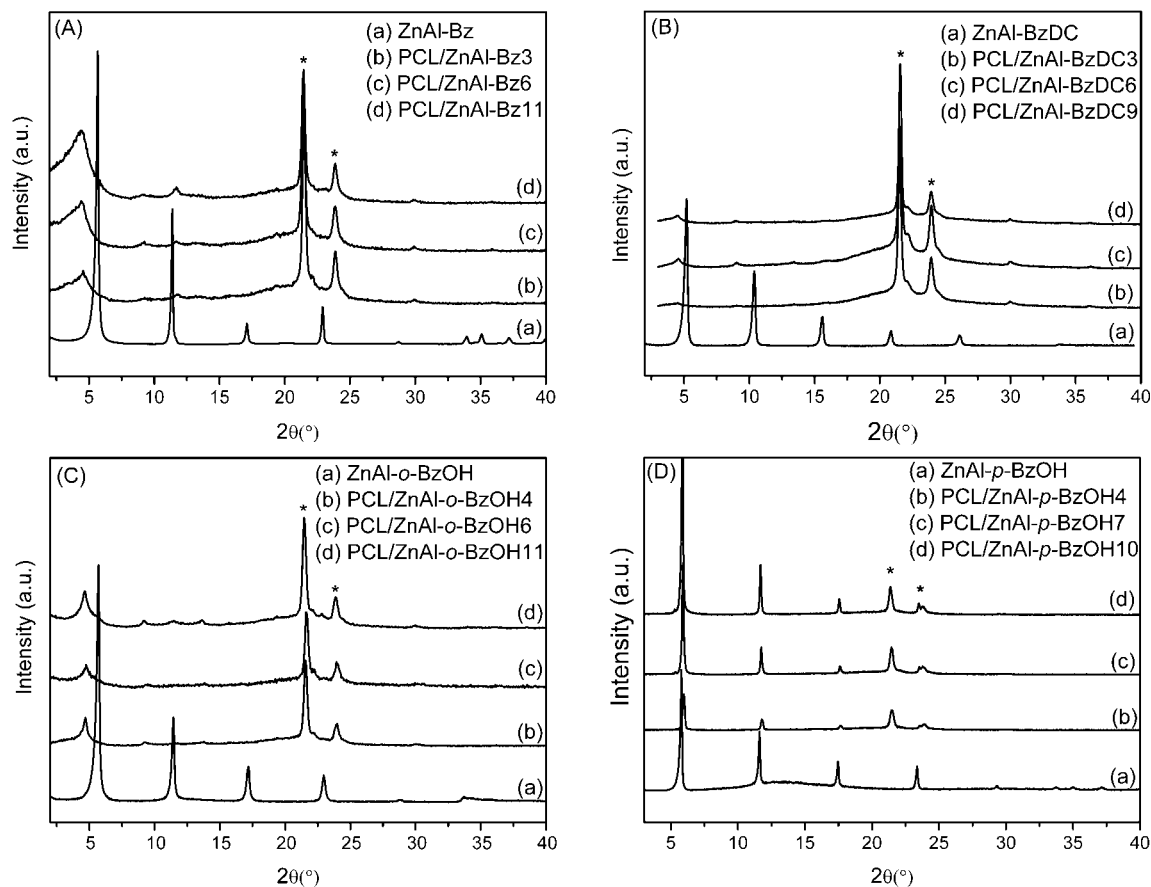 (A)
(a) ZnAl-Bz
(b) PCL/ZnAl-Bz3
(c) PCL/ZnAl-Bz6
(d) PCL/ZnAl-Bz11
*
*
(d)
(c)
(b)
(a)
Intensity (a.u.)
5 10 15 20 25 30 35 40
2θ(°)
(B)
(a) ZnAl-BzDC
(b) PCL/ZnAl-BzDC3
(c) PCL/ZnAl-BzDC6
(d) PCL/ZnAl-BzDC9
*
*
(d)
(c)
(b)
(a)
Intensity (a.u.)
5 10 15 20 25 30 35 40
2θ(°)
(C)
(a) ZnAl-o-BzOH
(b) PCL/ZnAl-o-BzOH4
(c) PCL/ZnAl-o-BzOH6
(d) PCL/ZnAl-o-BzOH11
*
*
(d)
(c)
(b)
(a)
Intensity (a.u.)
5 10 15 20 25 30 35 40
2θ(°)
(D)
(a) ZnAl-p-BzOH
(b) PCL/ZnAl-p-BzOH4
(c) PCL/ZnAl-p-BzOH7
(d) PCL/ZnAl-p-BzOH10
*
*
(d)
(c)
(b)
(a)
Intensity (a.u.)
5 10 15 20 25 30 35 40
2θ(°)